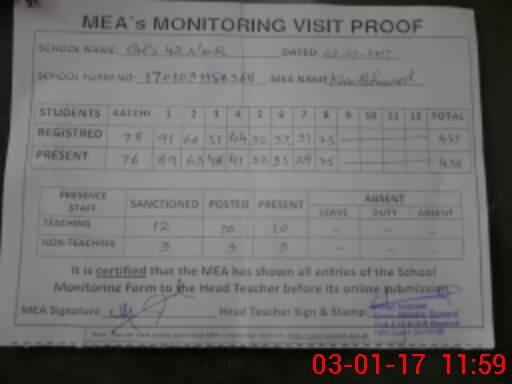 MEA's MONITORING VISIT PROOF
SCHOOL NAME: DATED: 03-01-2017
SCHOOL FORM NO MEA NAME
STUDENTS KATCHI 1 2 3 4 5 6 7 8 9 10 11 12 TOTAL
REGISTRED 78 91 66 51 44 32 37 31 25 455
PRESENT 76 89 63 48 41 32 35 29 25 438
PRESENCE STAFF SANCTIONED POSTED PRESENT ABSENT
LEAVE DUTY ABSENT
TEACHING 12 10 10 - - -
NON-TEACHING 3 3 3 - - -
It is certified that the MEA has shown all entries of the School
Monitoring Form to the Head Teacher before its online submission.
MEA Signature Head Teacher Sign & Stamp:
Middle School
03-01-17 11:59